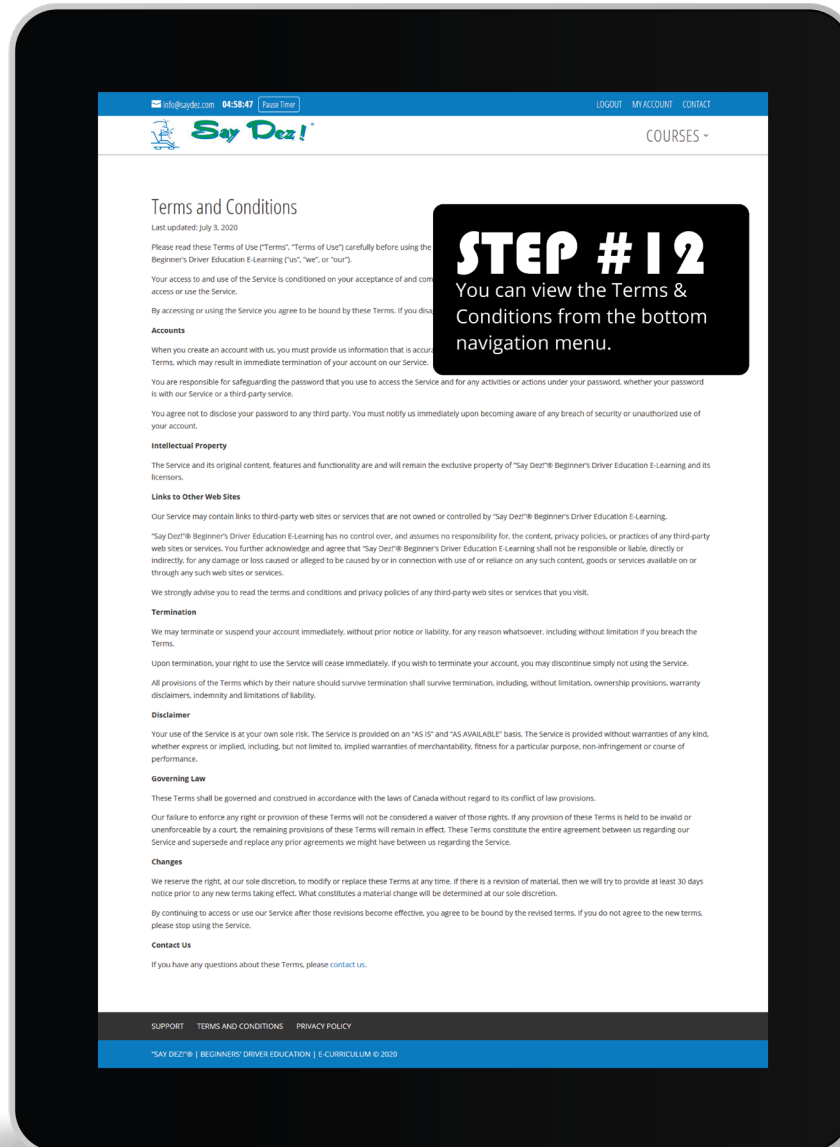 info@saydez.com 04:58:47 Pause Timer LOGOUT MY ACCOUNT CONTACT
Say Dez!® COURSES
Terms and Conditions
Last updated: July 3, 2020
Please read these Terms of Use ("Terms", "Terms of Use") carefully before using the
Beginner's Driver Education E-Learning ("us", "we", or "our").
Your access to and use of the Service is conditioned on your acceptance of and com
access or use the Service.
By accessing or using the Service you agree to be bound by these Terms. If you disa
STEP #12
You can view the Terms &
Conditions from the bottom
navigation menu.
Accounts
When you create an account with us, you must provide us information that is accura
Terms, which may result in immediate termination of your account on our Service.
You are responsible for safeguarding the password that you use to access the Service and for any activities or actions under your password, whether your password
is with our Service or a third-party service.
You agree not to disclose your password to any third party. You must notify us immediately upon becoming aware of any breach of security or unauthorized use of
your account.
Intellectual Property
The Service and its original content, features and functionality are and will remain the exclusive property of "Say Dez!"® Beginner's Driver Education E-Learning and its
licensors.
Links to Other Web Sites
Our Service may contain links to third-party web sites or services that are not owned or controlled by "Say Dez!"® Beginner's Driver Education E-Learning.
"Say Dez!"® Beginner's Driver Education E-Learning has no control over, and assumes no responsibility for, the content, privacy policies, or practices of any third-party
web sites or services. You further acknowledge and agree that "Say Dez!"® Beginner's Driver Education E-Learning shall not be responsible or liable, directly or
indirectly, for any damage or loss caused or alleged to be caused by or in connection with use of or reliance on any such content, goods or services available on or
through any such web sites or services.
We strongly advise you to read the terms and conditions and privacy policies of any third-party web sites or services that you visit.
Termination
We may terminate or suspend your account immediately, without prior notice or liability, for any reason whatsoever, including without limitation if you breach the
Terms.
Upon termination, your right to use the Service will cease immediately. If you wish to terminate your account, you may discontinue simply not using the Service.
All provisions of the Terms which by their nature should survive termination shall survive termination, including, without limitation, ownership provisions, warranty
disclaimers, indemnity and limitations of liability.
Disclaimer
Your use of the Service is at your own sole risk. The Service is provided on an "AS IS" and "AS AVAILABLE" basis. The Service is provided without warranties of any kind,
whether express or implied, including, but not limited to, implied warranties of merchantability, fitness for a particular purpose, non-infringement or course of
performance.
Governing Law
These Terms shall be governed and construed in accordance with the laws of Canada without regard to its conflict of law provisions.
Our failure to enforce any right or provision of these Terms will not be considered a waiver of those rights. If any provision of these Terms is held to be invalid or
unenforceable by a court, the remaining provisions of these Terms will remain in effect. These Terms constitute the entire agreement between us regarding our
Service and supersede and replace any prior agreements we might have between us regarding the Service.
Changes
We reserve the right, at our sole discretion, to modify or replace these Terms at any time. If there is a revision of material, then we will try to provide at least 30 days
notice prior to any new terms taking effect. What constitutes a material change will be determined at our sole discretion.
By continuing to access or use our Service after those revisions become effective, you agree to be bound by the revised terms. If you do not agree to the new terms,
please stop using the Service.
Contact Us
If you have any questions about these Terms, please contact us.
SUPPORT TERMS AND CONDITIONS PRIVACY POLICY
"SAY DEZ!"® | BEGINNERS' DRIVER EDUCATION | E-CURRICULUM © 2020